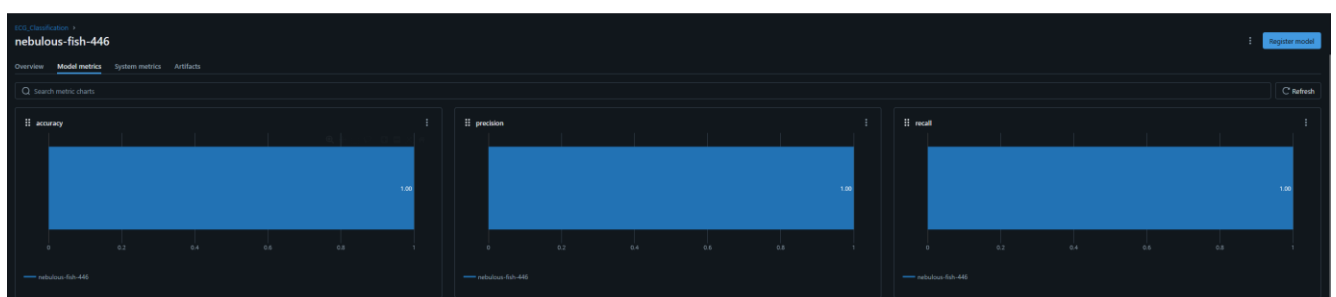 ECG_Classification >
nebulous-fish-446
Register model
Overview Model metrics System metrics Artifacts
Search metric charts
Refresh
accuracy
1.00
0 0.2 0.4 0.6 0.8 1
nebulous-fish-446
precision
1.00
0 0.2 0.4 0.6 0.8 1
nebulous-fish-446
recall
1.00
0 0.2 0.4 0.6 0.8 1
nebulous-fish-446